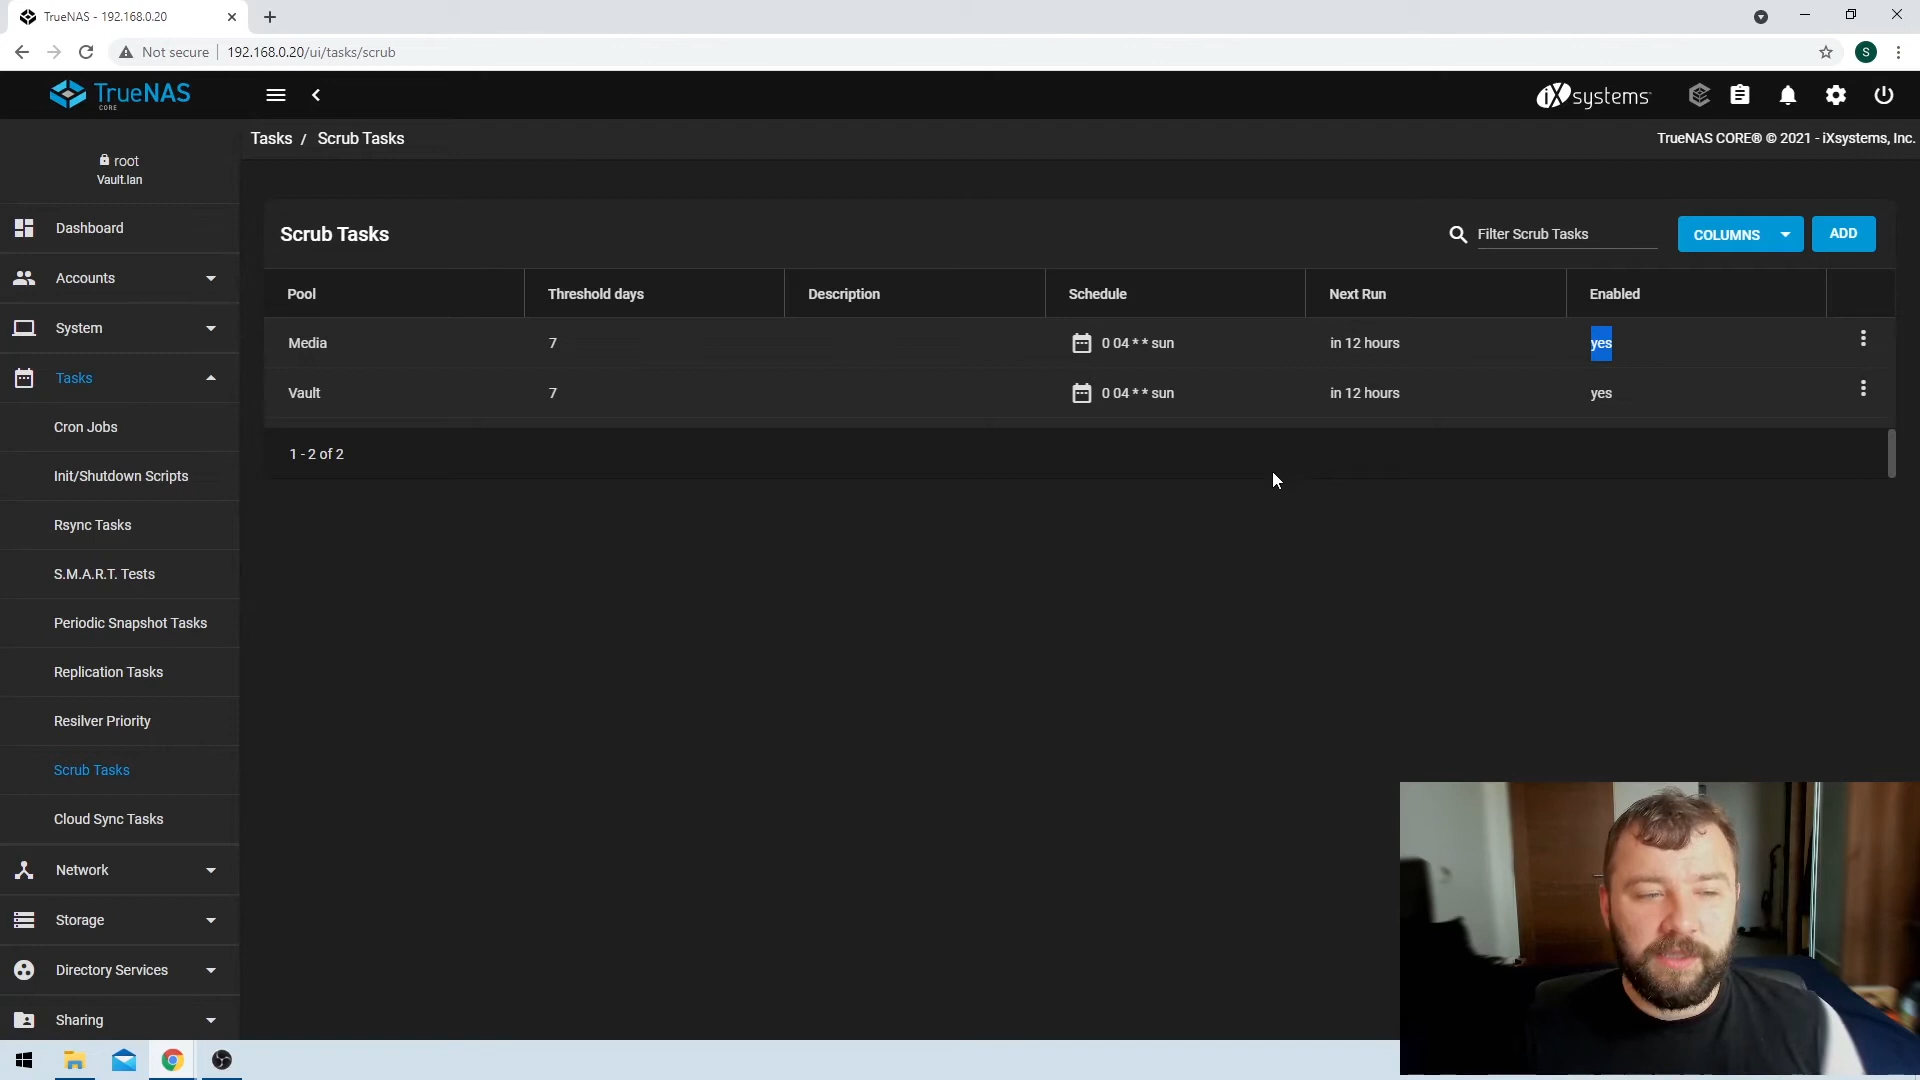 TrueNAS - 192.168.0.20
Not secure
192.168.0.20/ui/tasks/scrub
S
TrueNAS
CORE
iXsystems
Tasks / Scrub Tasks
TrueNAS CORE® © 2021 - iXsystems, Inc.
root
Vault.lan
Dashboard
Accounts
System
Tasks
Cron Jobs
Init/Shutdown Scripts
Rsync Tasks
S.M.A.R.T. Tests
Periodic Snapshot Tasks
Replication Tasks
Resilver Priority
Scrub Tasks
Cloud Sync Tasks
Network
Storage
Directory Services
Sharing
Scrub Tasks
Filter Scrub Tasks
COLUMNS
ADD
Pool Threshold days Description Schedule Next Run Enabled
Media 7 0 04 * * sun in 12 hours yes
Vault 7 0 04 * * sun in 12 hours yes
1 - 2 of 2